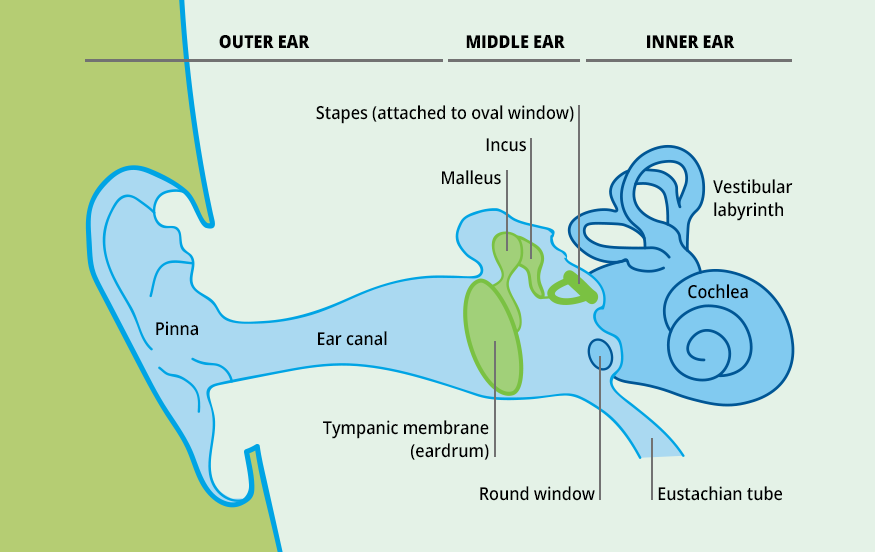 OUTER EAR
MIDDLE EAR
INNER EAR
Stapes (attached to oval window)
Incus
Malleus
Vestibular
labyrinth
Cochlea
Pinna
Ear canal
Tympanic membrane
(eardrum)
Round window
Eustachian tube